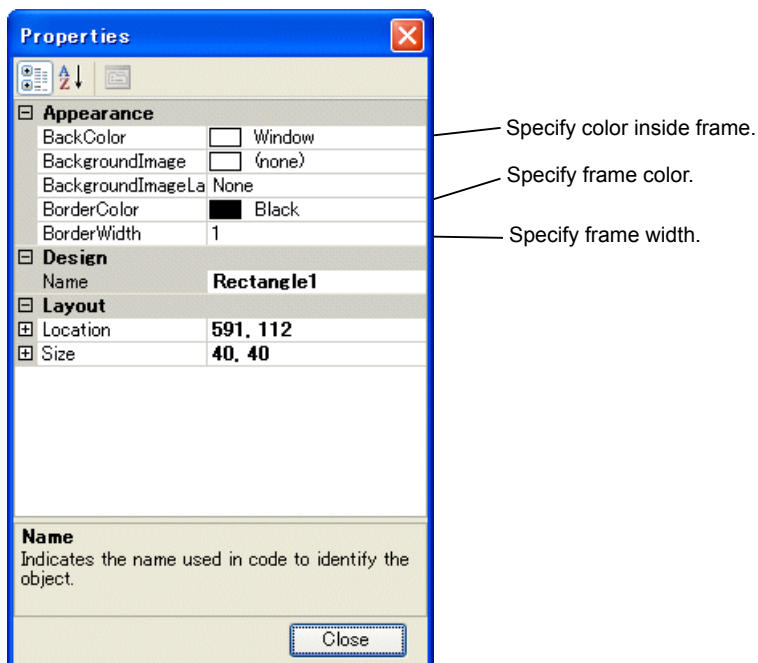 Properties
Appearance
BackColor Window Specify color inside frame.
BackgroundImage (none)
BackgroundImageLa None Specify frame color.
BorderColor Black
BorderWidth 1 Specify frame width.
Design
Name Rectangle1
Layout
Location 591, 112
Size 40, 40
Name
Indicates the name used in code to identify the
object.
Close